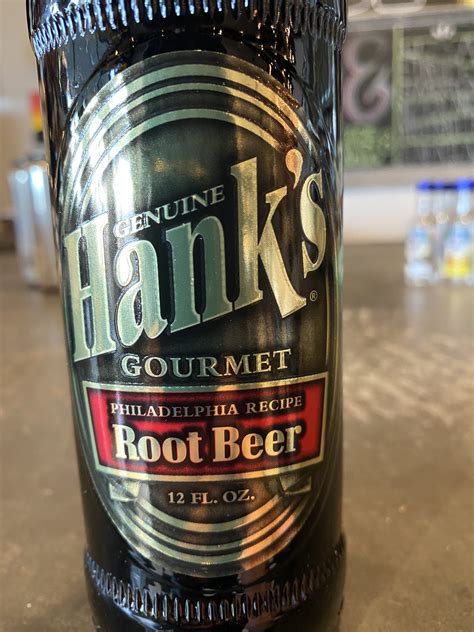 GENUINE
Hank's®
GOURMET
PHILADELPHIA RECIPE
Root Beer
12 FL. OZ.